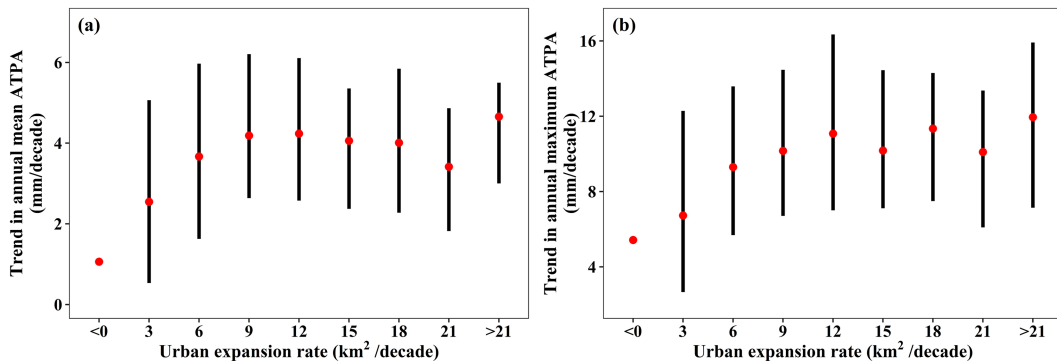 (a)
Trend in annual mean ATPA
(mm/decade)
6
4
2
0
<0 3 6 9 12 15 18 21 >21
Urban expansion rate (km² /decade)
(b)
Trend in annual maximum ATPA
(mm/decade)
16
12
8
4
<0 3 6 9 12 15 18 21 >21
Urban expansion rate (km² /decade)